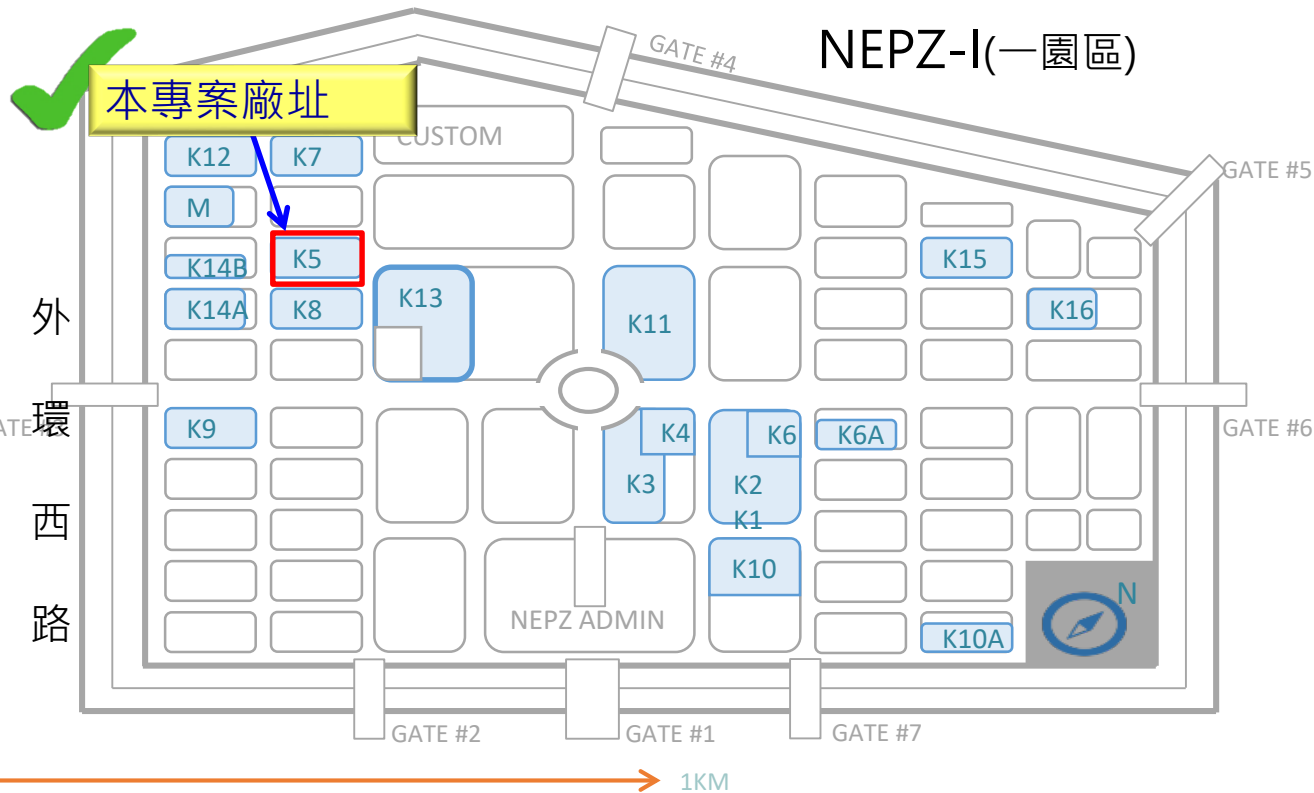 NEPZ-I(一園區)
GATE #4
本專案廠址
CUSTOM
K12
K7
GATE #5
M
K5
K14B
K15
K13
K14A
K8
K11
K16
外
環
西
路
K9
K4
K6
K6A
GATE #6
K3
K2
K1
K10
N
NEPZ ADMIN
K10A
GATE #2
GATE #1
GATE #7
1KM